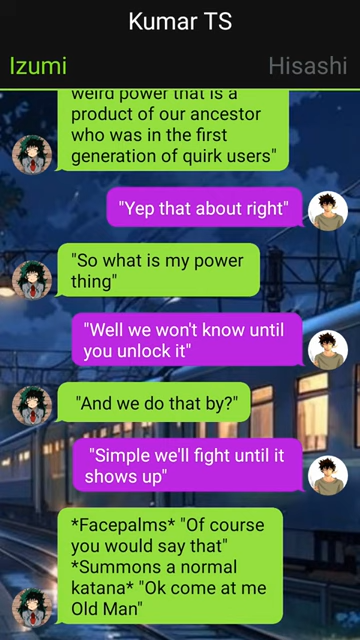 Kumar TS
Izumi
Hisashi
weird power that is a
product of our ancestor
who was in the first
generation of quirk users"
"Yep that about right"
"So what is my power
thing"
"Well we won't know until
you unlock it"
"And we do that by?"
"Simple we'll fight until it
shows up"
*Facepalms* "Of course
you would say that"
*Summons a normal
katana* "Ok come at me
Old Man"